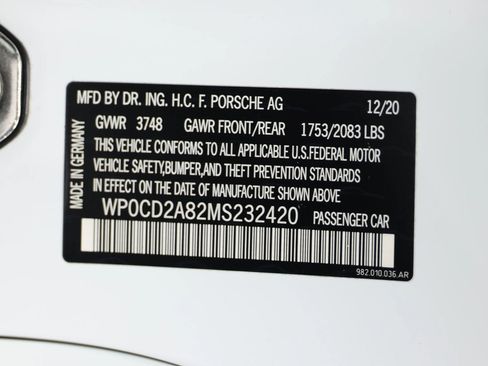 MFD BY DR. ING. H.C. F. PORSCHE AG 12/20
GVWR 3748 GAWR FRONT/REAR 1753/2083 LBS
THIS VEHICLE CONFORMS TO ALL APPLICABLE U.S.FEDERAL MOTOR
VEHICLE SAFETY,BUMPER,AND THEFT PREVENTION STANDARDS IN
EFFECT ON THE DATE OF MANUFACTURE SHOWN ABOVE.
WP0CD2A82MS232420 PASSENGER CAR
MADE IN GERMANY
982.010.036.AR